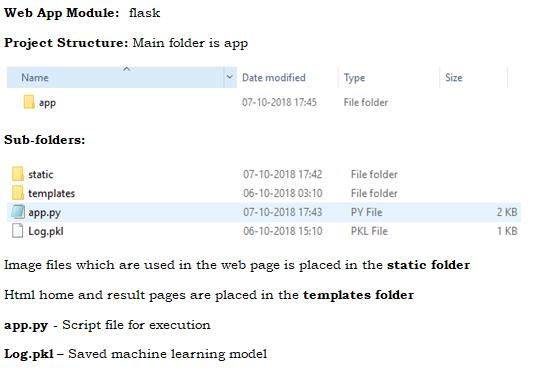 Web App Module: flask
Project Structure: Main folder is app
Name Date modified Type Size
app 07-10-2018 17:45 File folder
Sub-folders:
static 07-10-2018 17:42 File folder
templates 06-10-2018 03:10 File folder
app.py 07-10-2018 17:43 PY File 2 KB
Log.pkl 06-10-2018 15:10 PKL File 1 KB
Image files which are used in the web page is placed in the static folder
Html home and result pages are placed in the templates folder
app.py - Script file for execution
Log.pkl – Saved machine learning model